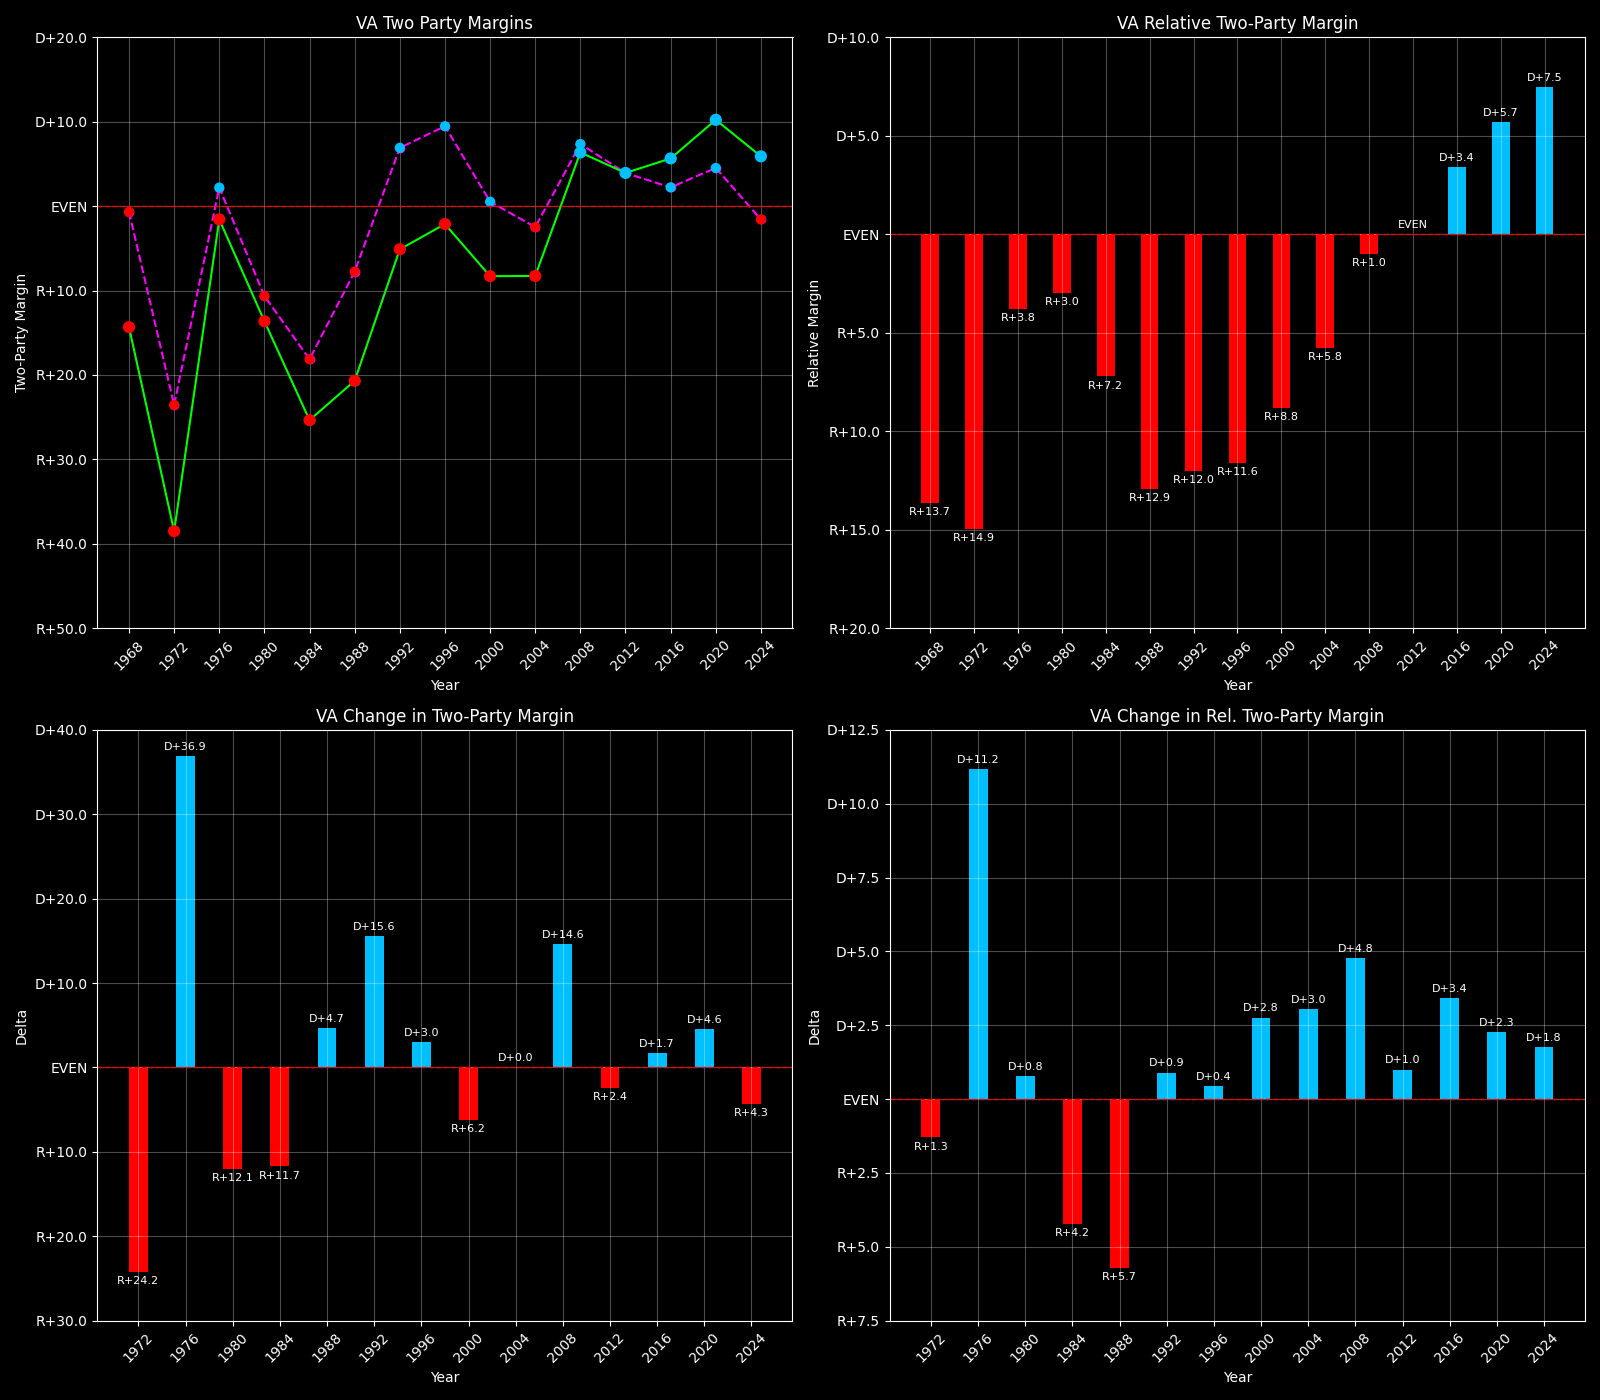 VA Two Party Margins
D+20.0
D+10.0
EVEN
R+10.0
R+20.0
R+30.0
R+40.0
R+50.0
Two-Party Margin
1968 1972 1976 1980 1984 1988 1992 1996 2000 2004 2008 2012 2016 2020 2024
Year
VA Relative Two-Party Margin
D+10.0
D+5.0
EVEN
R+5.0
R+10.0
R+15.0
R+20.0
Relative Margin
R+13.7 R+14.9 R+3.8 R+3.0 R+7.2 R+12.9 R+12.0 R+11.6 R+8.8 R+5.8 R+1.0 EVEN D+3.4 D+5.7 D+7.5
1968 1972 1976 1980 1984 1988 1992 1996 2000 2004 2008 2012 2016 2020 2024
Year
VA Change in Two-Party Margin
D+40.0
D+30.0
D+20.0
D+10.0
EVEN
R+10.0
R+20.0
R+30.0
Delta
R+24.2 D+36.9 R+12.1 R+11.7 D+4.7 D+15.6 D+3.0 R+6.2 D+0.0 D+14.6 R+2.4 D+1.7 D+4.6 R+4.3
1972 1976 1980 1984 1988 1992 1996 2000 2004 2008 2012 2016 2020 2024
Year
VA Change in Rel. Two-Party Margin
D+12.5
D+10.0
D+7.5
D+5.0
D+2.5
EVEN
R+2.5
R+5.0
R+7.5
Delta
R+1.3 D+11.2 D+0.8 R+4.2 R+5.7 D+0.9 D+0.4 D+2.8 D+3.0 D+4.8 D+1.0 D+3.4 D+2.3 D+1.8
1972 1976 1980 1984 1988 1992 1996 2000 2004 2008 2012 2016 2020 2024
Year